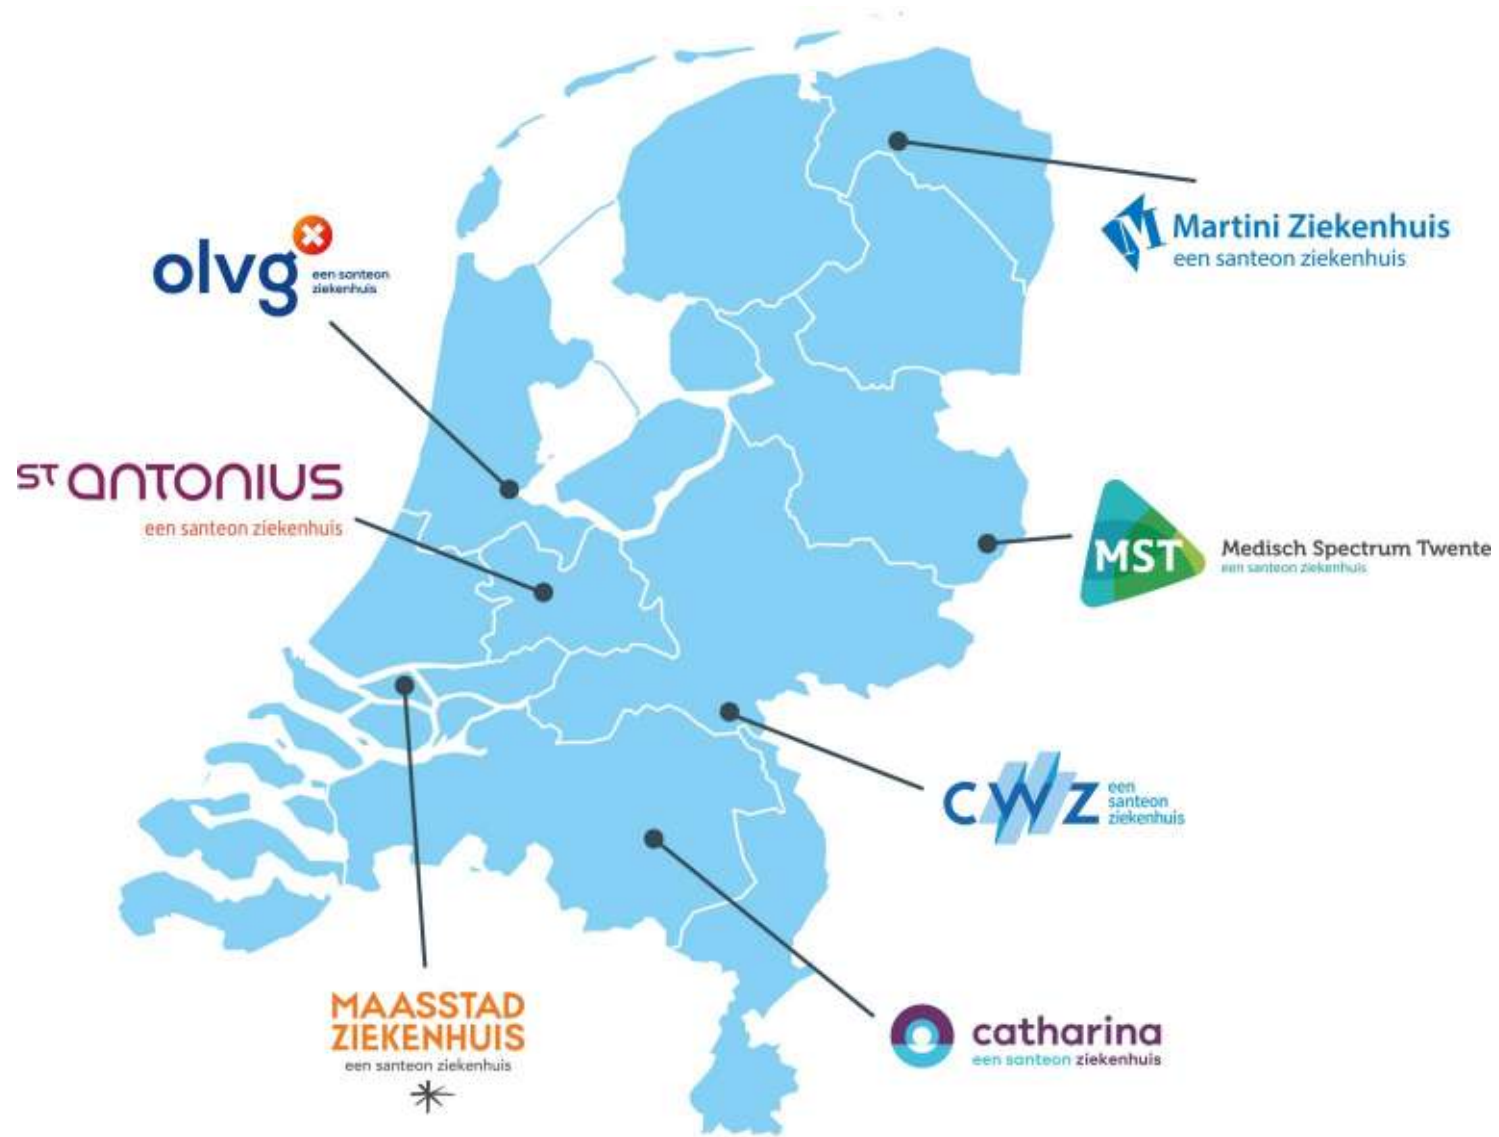 Martini Ziekenhuis
een santeon ziekenhuis
olvg
een santeon
ziekenhuis
ST antonius
een santeon ziekenhuis
MST
Medisch Spectrum Twente
een santeon ziekenhuis
CWZ
een
santeon
ziekenhuis
MAASSTAD
ZIEKENHUIS
een santeon ziekenhuis
catharina
een santeon ziekenhuis